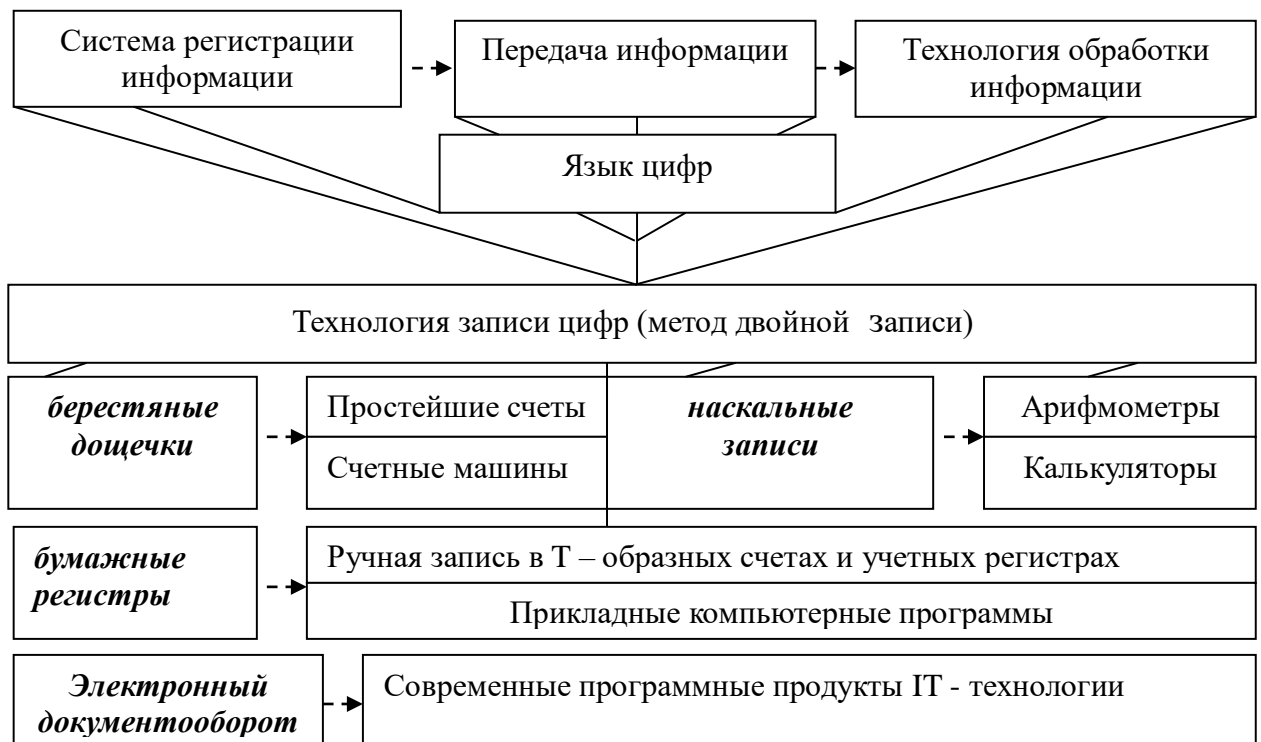 Система регистрации
информации
Передача информации
Технология обработки
информации
Язык цифр
Технология записи цифр (метод двойной записи)
берестяные
дощечки
Простейшие счеты
Счетные машины
наскальные
записи
Арифмометры
Калькуляторы
бумажные
регистры
Ручная запись в Т – образных счетах и учетных регистрах
Прикладные компьютерные программы
Электронный
документооборот
Современные программные продукты IT - технологии